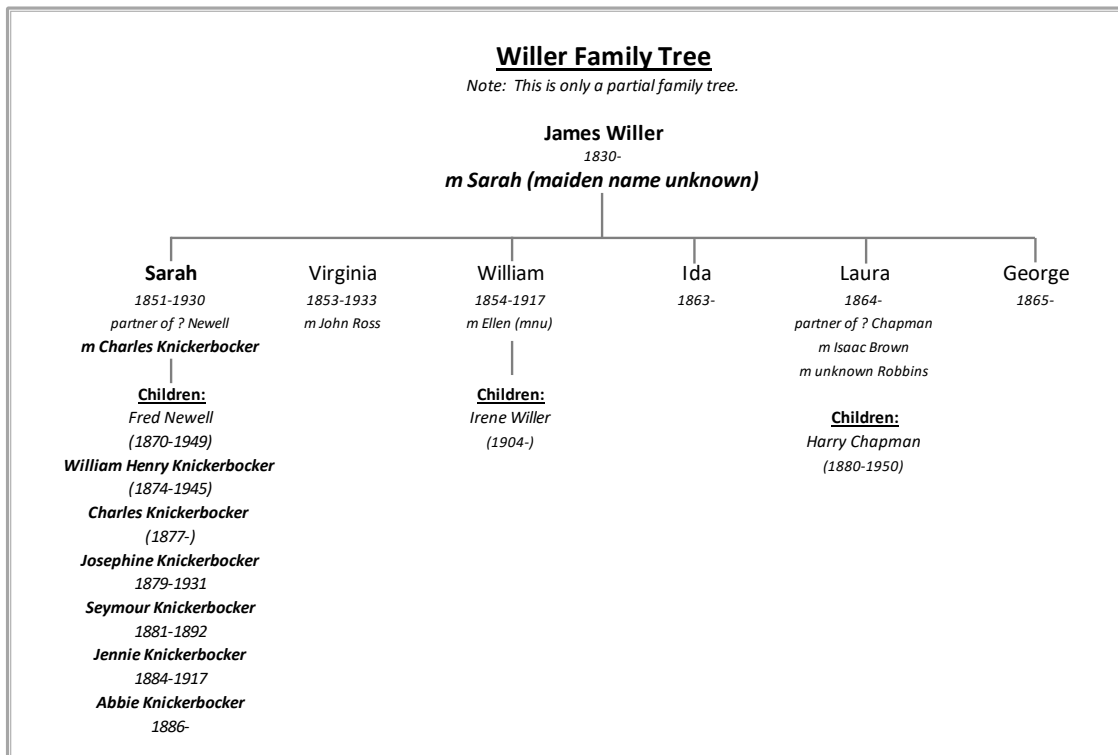 Willer Family Tree
Note:  This is only a partial family tree.
James Willer
1830-
m Sarah (maiden name unknown)
Sarah
1851-1930
partner of ? Newell
m Charles Knickerbocker
Children:
Fred Newell
(1870-1949)
William Henry Knickerbocker
(1874-1945)
Charles Knickerbocker
(1877-)
Josephine Knickerbocker
1879-1931
Seymour Knickerbocker
1881-1892
Jennie Knickerbocker
1884-1917
Abbie Knickerbocker
1886-
Virginia
1853-1933
m John Ross
William
1854-1917
m Ellen (mnu)
Children:
Irene Willer
(1904-)
Ida
1863-
Laura
1864-
partner of ? Chapman
m Isaac Brown
m unknown Robbins
Children:
Harry Chapman
(1880-1950)
George
1865-